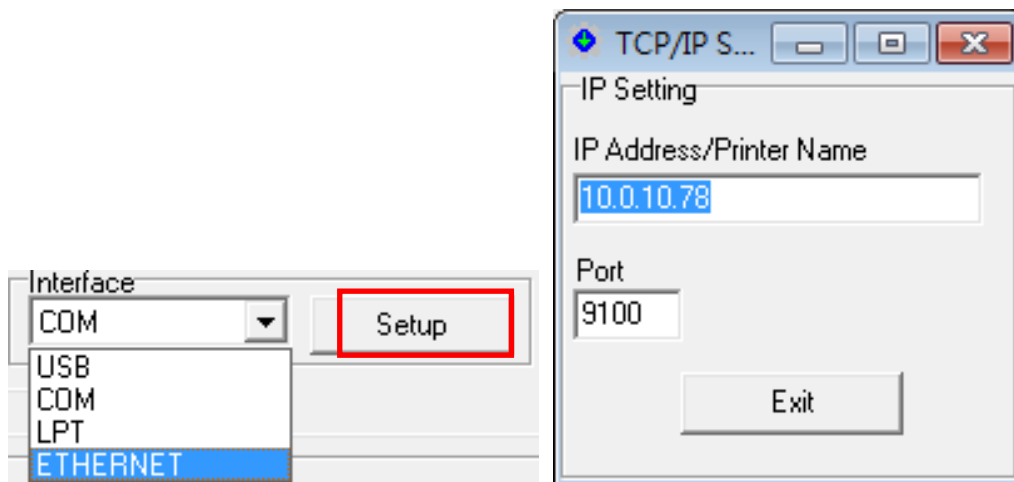 Interface
COM
Setup
USB
COM
LPT
ETHERNET
TCP/IP S...
IP Setting
IP Address/Printer Name
10.0.10.78
Port
9100
Exit